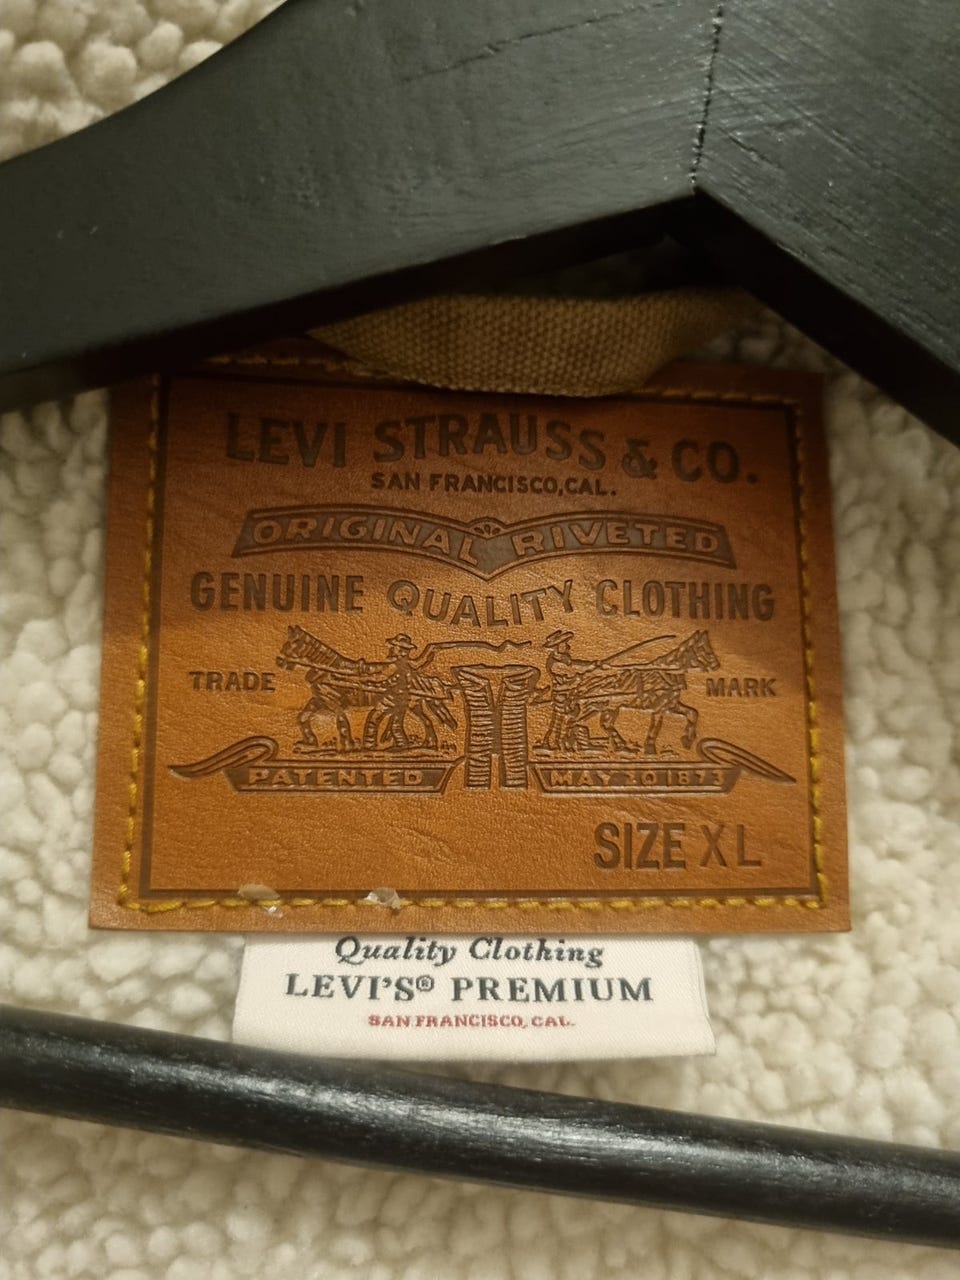 LEVI STRAUSS & CO.
SAN FRANCISCO, CAL.
ORIGINAL RIVETED
GENUINE QUALITY CLOTHING
TRADE MARK
PATENTED MAY 20 1873
SIZE XL
Quality Clothing
LEVI'S® PREMIUM
SAN FRANCISCO, CAL.